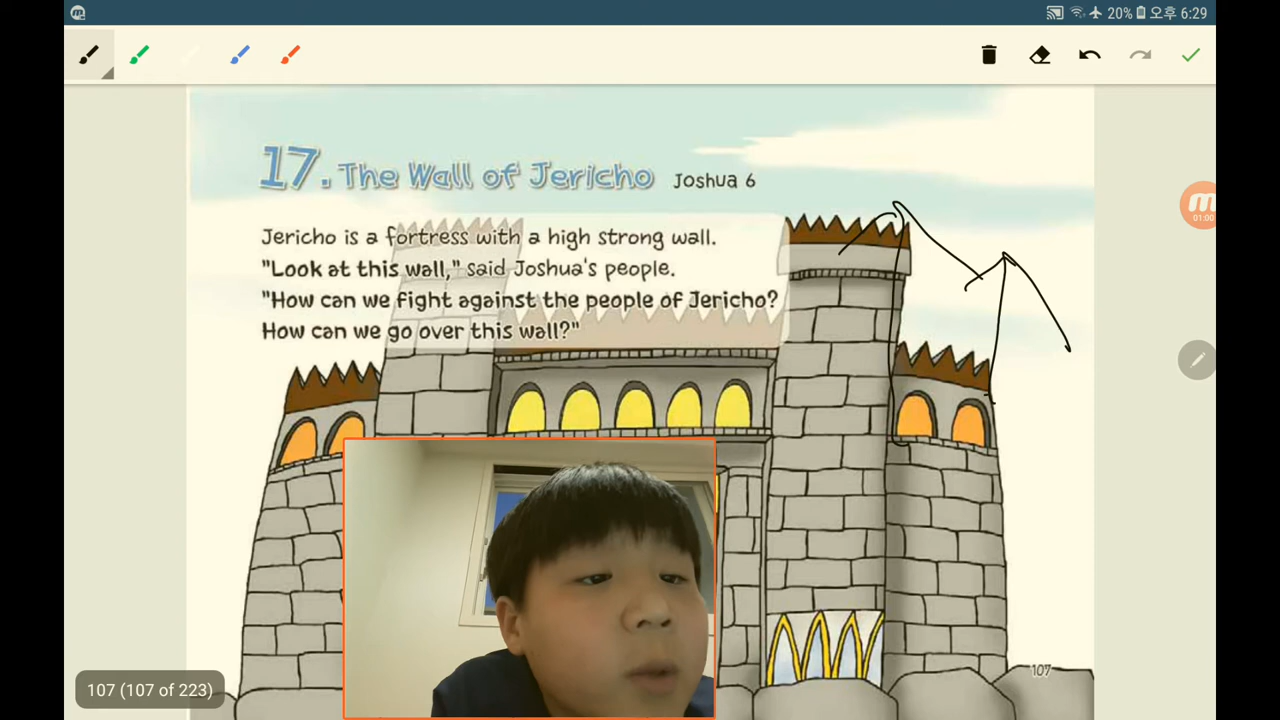 20% 오후 6:29
17. The Wall of Jericho Joshua 6
Jericho is a fortress with a high strong wall.
"Look at this wall," said Joshua's people.
"How can we fight against the people of Jericho?
How can we go over this wall?"
01:00
107
107 (107 of 223)